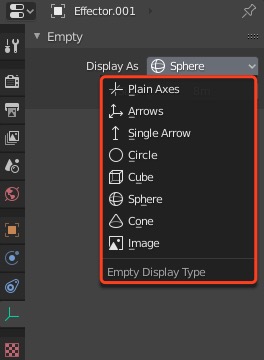 Effector.001
Empty
Display As Sphere
Plain Axes
Arrows
Single Arrow
Circle
Cube
Sphere
Cone
Image
Empty Display Type